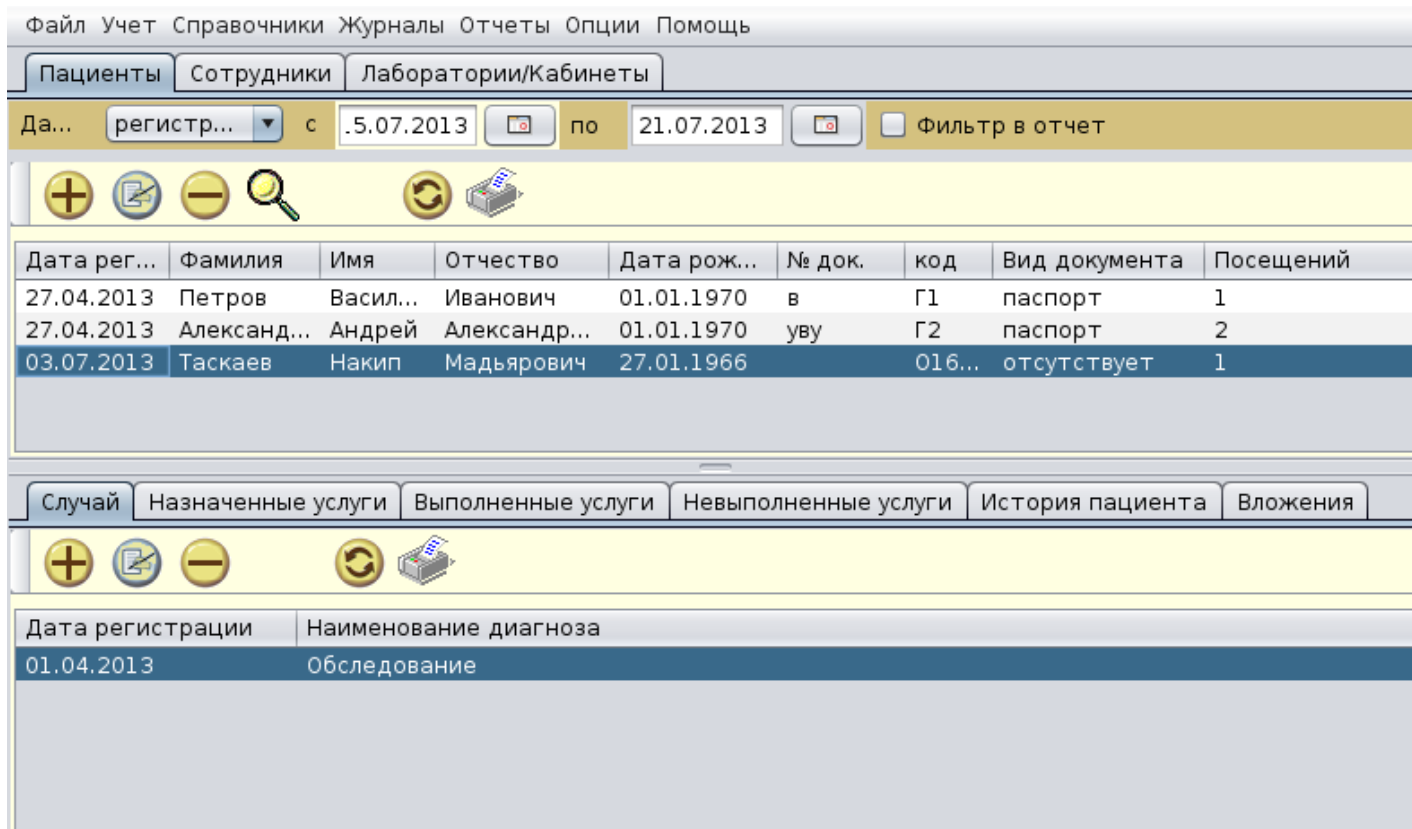 Файл Учет Справочники Журналы Отчеты Опции Помощь
Пациенты Сотрудники Лаборатории/Кабинеты
Да... регистр... с .5.07.2013 по 21.07.2013 Фильтр в отчет
Дата рег... Фамилия Имя Отчество Дата рож... № док. код Вид документа Посещений
27.04.2013 Петров Васил... Иванович 01.01.1970 в Г1 паспорт 1
27.04.2013 Александ... Андрей Александр... 01.01.1970 уву Г2 паспорт 2
03.07.2013 Таскаев Накип Мадьярович 27.01.1966 016... отсутствует 1
Случай Назначенные услуги Выполненные услуги Невыполненные услуги История пациента Вложения
Дата регистрации Наименование диагноза
01.04.2013 Обследование